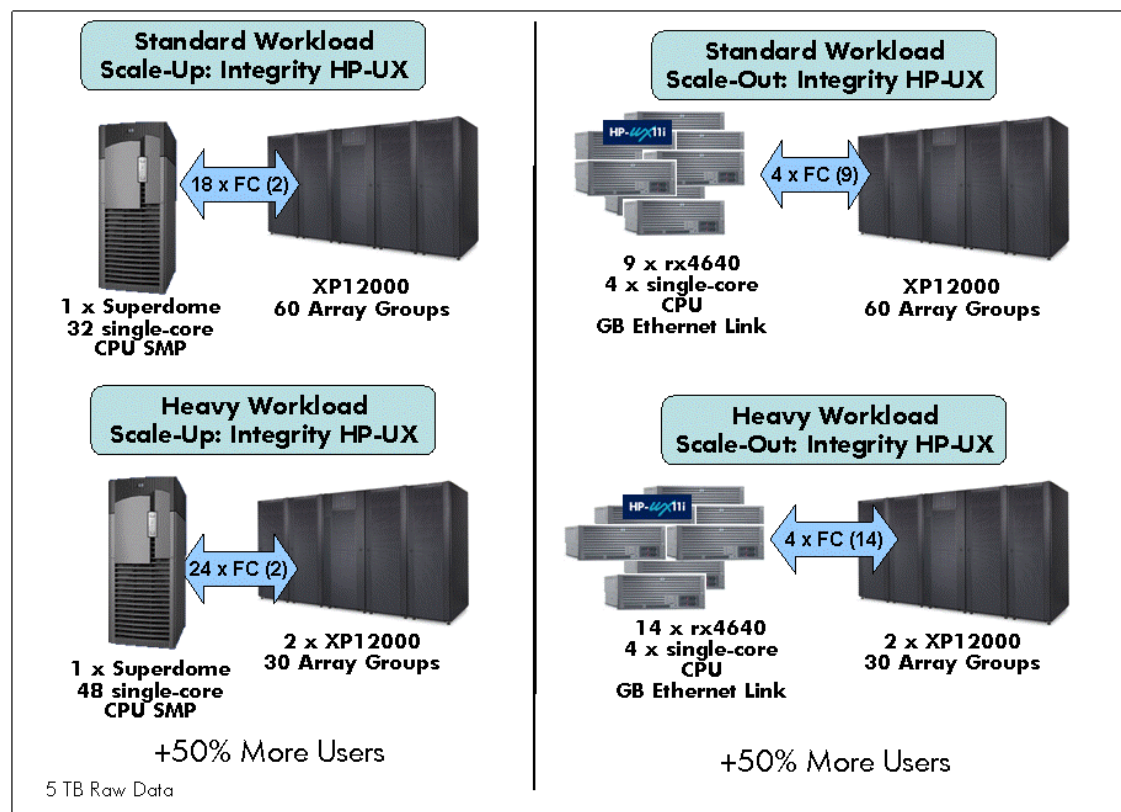 Standard Workload
Scale-Up: Integrity HP-UX
18 x FC (2)
1 x Superdome
32 single-core
CPU SMP
XP12000
60 Array Groups
Heavy Workload
Scale-Up: Integrity HP-UX
24 x FC (2)
1 x Superdome
48 single-core
CPU SMP
2 x XP12000
30 Array Groups
+50% More Users
5 TB Raw Data
Standard Workload
Scale-Out: Integrity HP-UX
HP-ux11i
4 x FC (9)
9 x rx4640
4 x single-core
CPU
GB Ethernet Link
XP12000
60 Array Groups
Heavy Workload
Scale-Out: Integrity HP-UX
HP-ux11i
4 x FC (14)
14 x rx4640
4 x single-core
CPU
GB Ethernet Link
2 x XP12000
30 Array Groups
+50% More Users